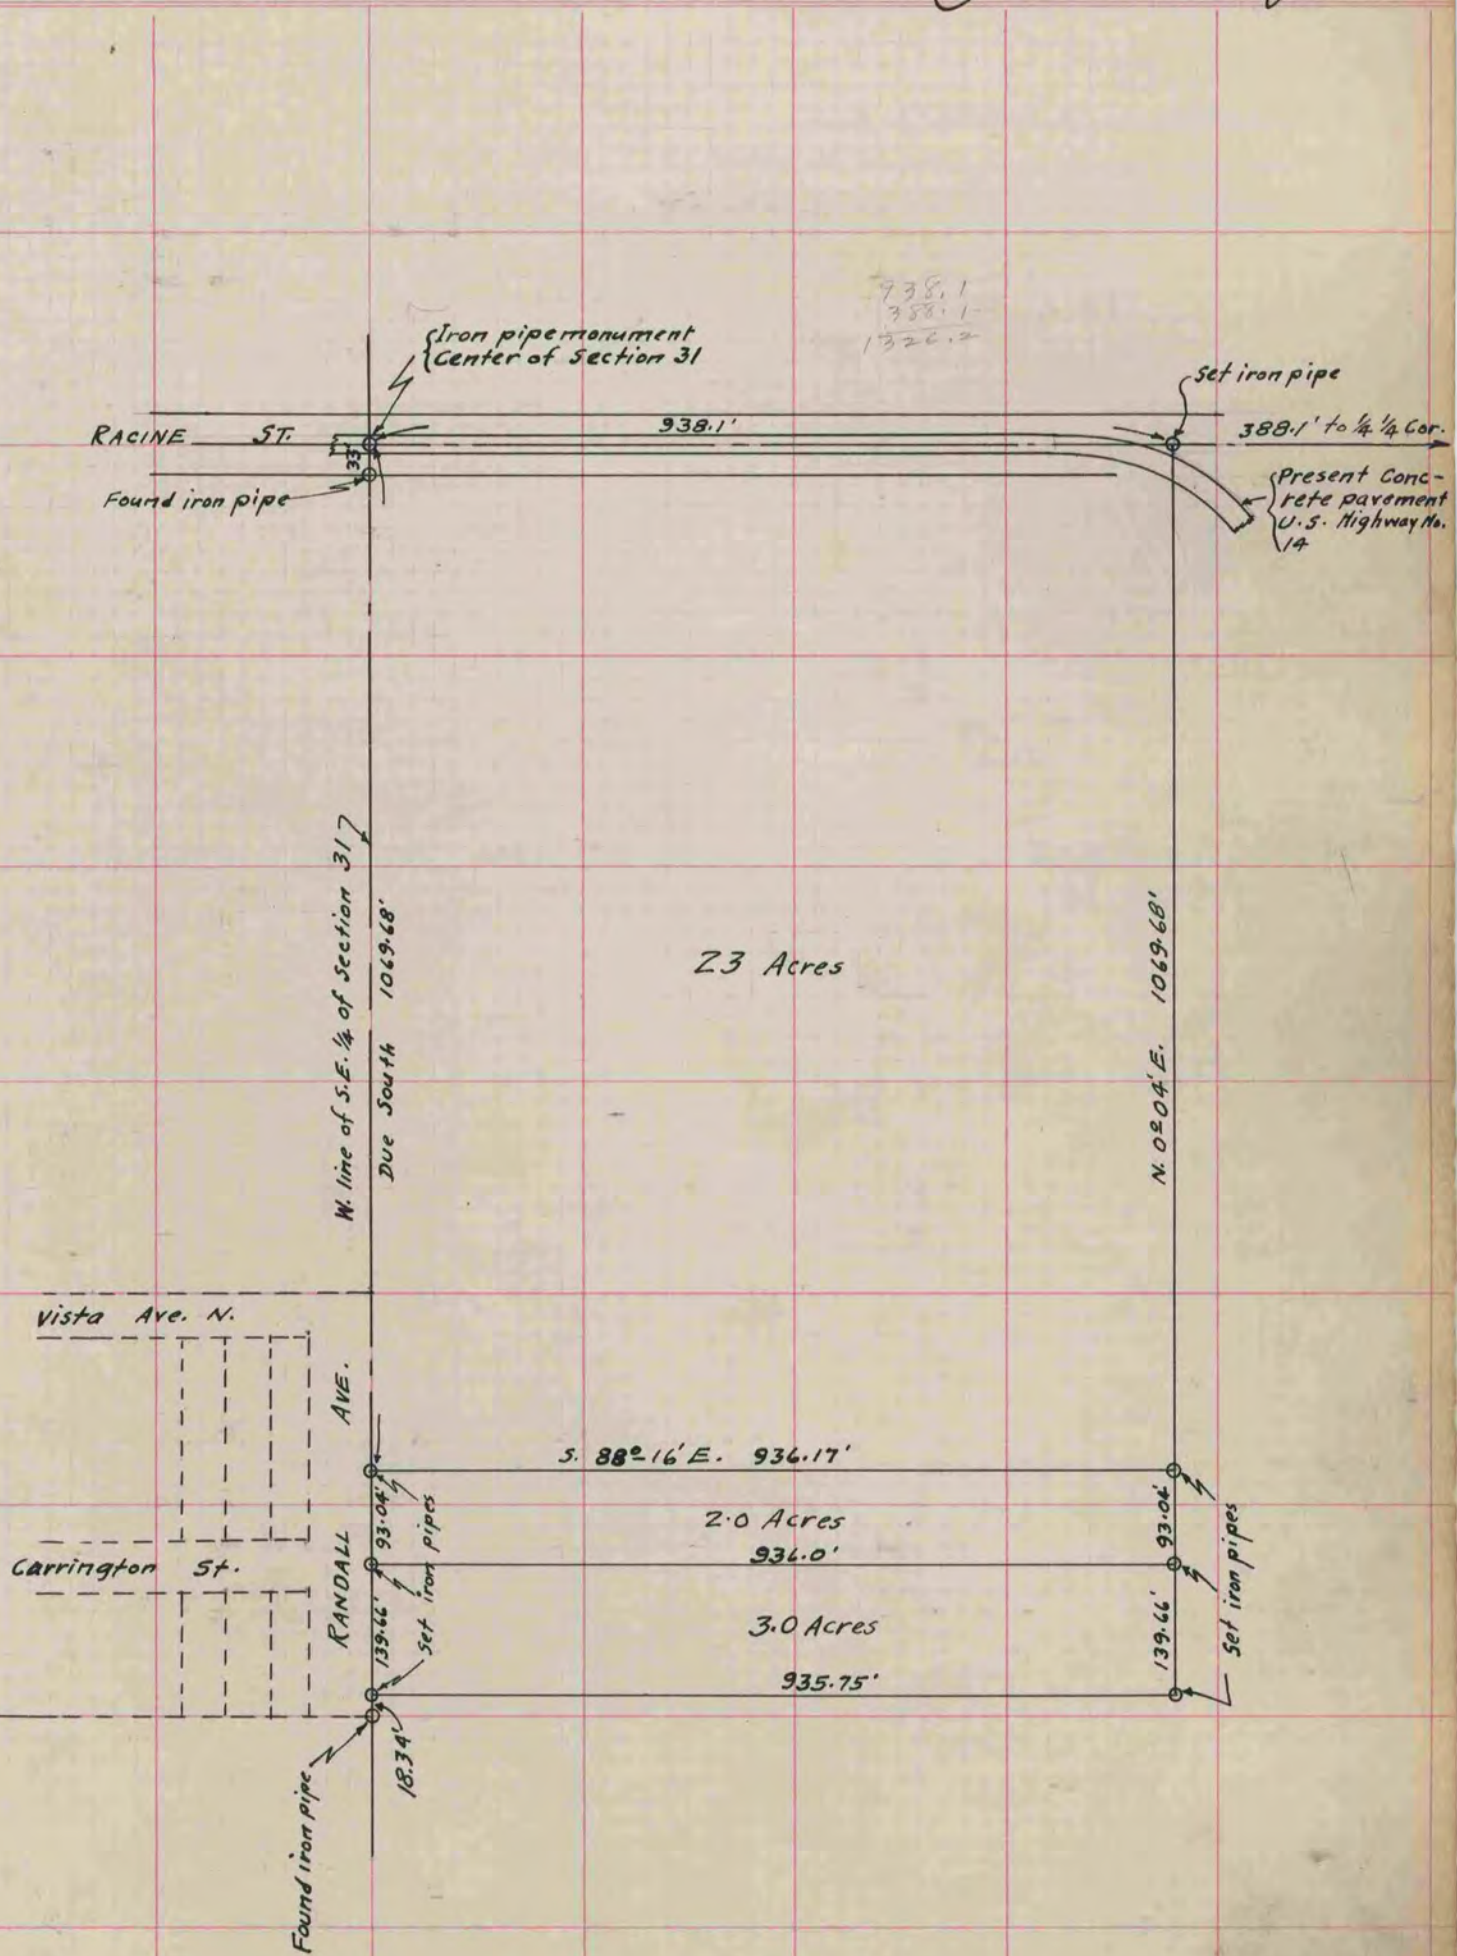 938.1
388.1
1326.2
Iron pipe monument
Center of Section 31
Set iron pipe
RACINE ST.
938.1'
388.1' to 1/4 1/4 Cor.
33'
Found iron pipe
Present Conc-
rete pavement
U.S. Highway No.
14
W. line of S.E. 1/4 of Section 31
Due South 1069.68'
23 Acres
N. 0°04' E. 1069.68'
Vista Ave. N.
RANDALL AVE.
S. 88°-16' E. 936.17'
93.04'
2.0 Acres
93.04'
936.0'
Set iron pipes
Set iron pipes
Carrington St.
139.66'
3.0 Acres
139.66'
935.75'
18.34'
Found iron pipe